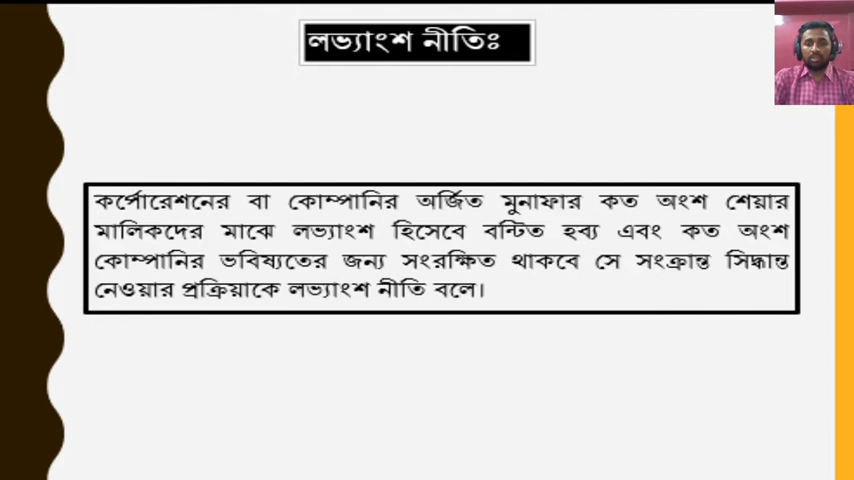 লভ্যাংশ নীতিঃ
কর্পোরেশনের বা কোম্পানির অর্জিত মুনাফার কত অংশ শেয়ার
মালিকদের মাঝে লভ্যাংশ হিসেবে বন্টিত হব্য এবং কত অংশ
কোম্পানির ভবিষ্যতের জন্য সংরক্ষিত থাকবে সে সংক্রান্ত সিদ্ধান্ত
নেওয়ার প্রক্রিয়াকে লভ্যাংশ নীতি বলে।